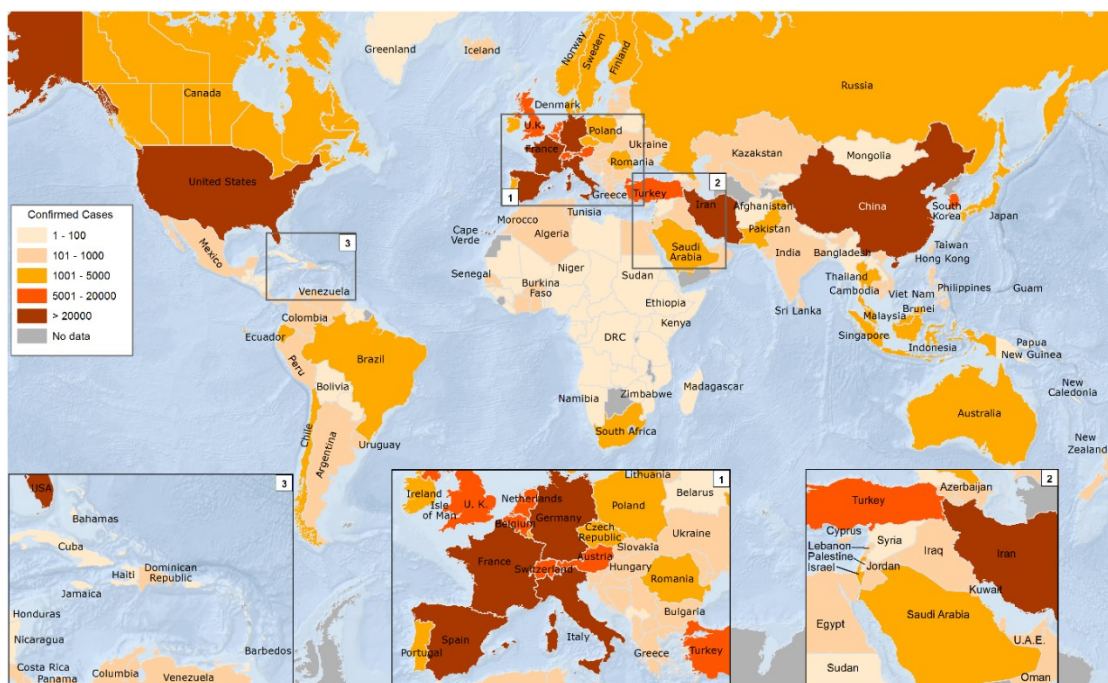 Greenland
Iceland
Norway
Sweden
Finland
Russia
Canada
Denmark
U.K.
Poland
Ukraine
France
Romania
Kazakstan
Mongolia
United States
1
2
Greece
Turkey
Tunisia
Iran
Afghanistan
China
South
Korea
Japan
Confirmed Cases
1 - 100
101 - 1000
1001 - 5000
5001 - 20000
> 20000
No data
Morocco
Algeria
Pakistan
Cape
Verde
Mexico
3
Saudi
Arabia
India
Bangladesh
Taiwan
Hong Kong
Senegal
Niger
Sudan
Burkina
Faso
Thailand
Cambodia
Viet Nam
Philippines
Guam
Venezuela
Colombia
Ethiopia
Sri Lanka
Malaysia
Brunei
Kenya
Singapore
Ecuador
DRC
Indonesia
Papua
New Guinea
Brazil
Peru
Bolivia
Madagascar
Zimbabwe
Namibia
New
Caledonia
South Africa
Australia
Chile
Argentina
Uruguay
New
Zealand
USA
3
Bahamas
Cuba
Haiti
Dominican
Republic
Jamaica
Honduras
Nicaragua
Barbedos
Costa Rica
Panama
Columbia
Venezuela
Lithuania
1
Ireland
Isle
of Man
U. K.
Netherlands
Belgium
Germany
Poland
Belarus
Czech
Republic
Ukraine
Slovakia
France
Austria
Switzerland
Hungary
Romania
Bulgaria
Italy
Spain
Portugal
Greece
Turkey
2
Azerbaijan
Turkey
Cyprus
Syria
Lebanon
Palestine
Israel
Iraq
Iran
Jordan
Kuwait
Saudi Arabia
Egypt
U.A.E.
Sudan
Oman